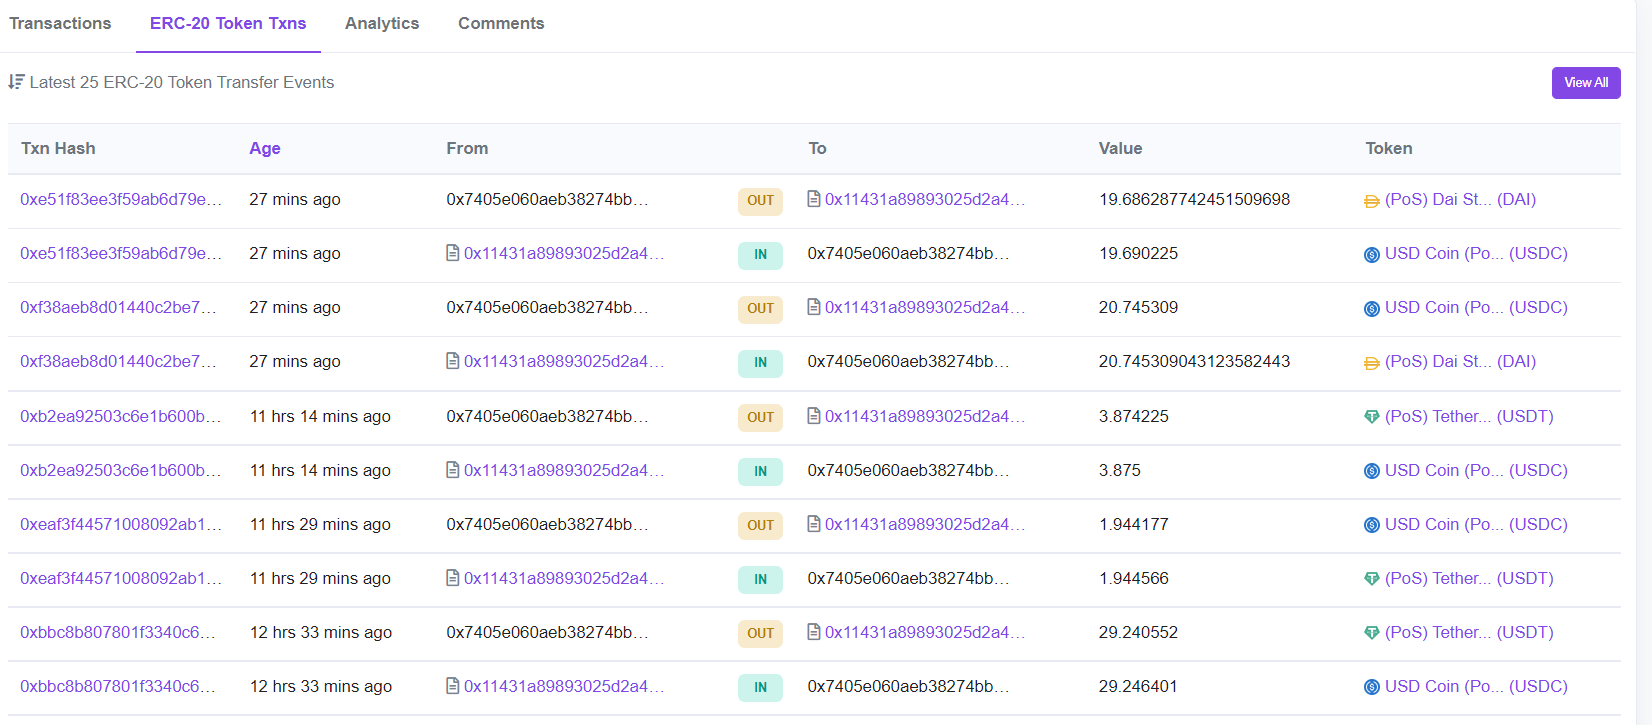 Transactions ERC-20 Token Txns Analytics Comments
Latest 25 ERC-20 Token Transfer Events View All
Txn Hash Age From To Value Token
0xe51f83ee3f59ab6d79e... 27 mins ago 0x7405e060aeb38274bb... OUT 0x11431a89893025d2a4... 19.686287742451509698 (PoS) Dai St... (DAI)
0xe51f83ee3f59ab6d79e... 27 mins ago 0x11431a89893025d2a4... IN 0x7405e060aeb38274bb... 19.690225 USD Coin (Po... (USDC)
0xf38aeb8d01440c2be7... 27 mins ago 0x7405e060aeb38274bb... OUT 0x11431a89893025d2a4... 20.745309 USD Coin (Po... (USDC)
0xf38aeb8d01440c2be7... 27 mins ago 0x11431a89893025d2a4... IN 0x7405e060aeb38274bb... 20.745309043123582443 (PoS) Dai St... (DAI)
0xb2ea92503c6e1b600b... 11 hrs 14 mins ago 0x7405e060aeb38274bb... OUT 0x11431a89893025d2a4... 3.874225 (PoS) Tether... (USDT)
0xb2ea92503c6e1b600b... 11 hrs 14 mins ago 0x11431a89893025d2a4... IN 0x7405e060aeb38274bb... 3.875 USD Coin (Po... (USDC)
0xeaf3f44571008092ab1... 11 hrs 29 mins ago 0x7405e060aeb38274bb... OUT 0x11431a89893025d2a4... 1.944177 USD Coin (Po... (USDC)
0xeaf3f44571008092ab1... 11 hrs 29 mins ago 0x11431a89893025d2a4... IN 0x7405e060aeb38274bb... 1.944566 (PoS) Tether... (USDT)
0xbbc8b807801f3340c6... 12 hrs 33 mins ago 0x7405e060aeb38274bb... OUT 0x11431a89893025d2a4... 29.240552 (PoS) Tether... (USDT)
0xbbc8b807801f3340c6... 12 hrs 33 mins ago 0x11431a89893025d2a4... IN 0x7405e060aeb38274bb... 29.246401 USD Coin (Po... (USDC)